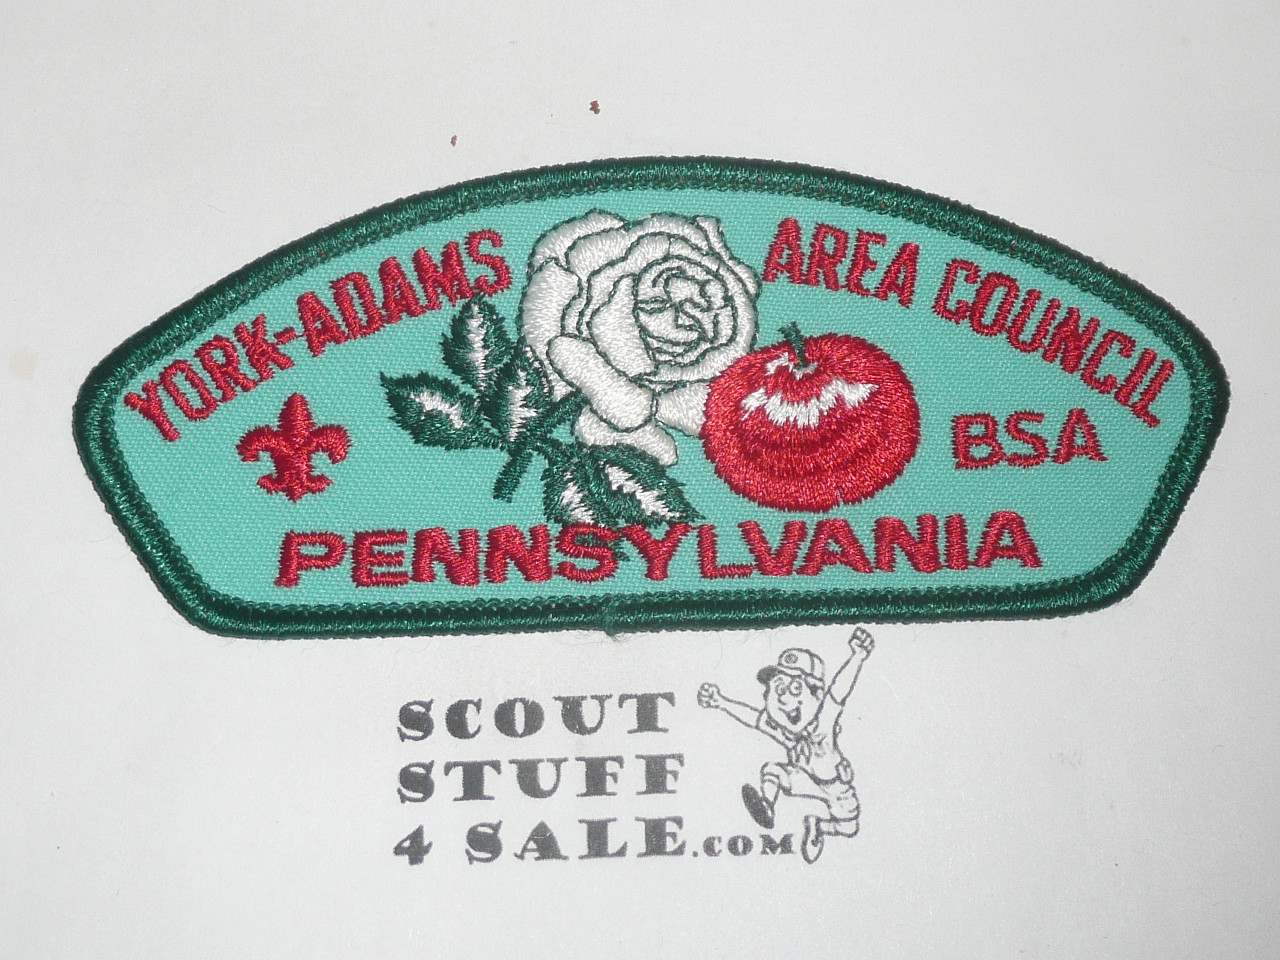 YORK-ADAMS AREA COUNCIL
BSA
PENNSYLVANIA
SCOUT
STUFF
4 SALE.COM